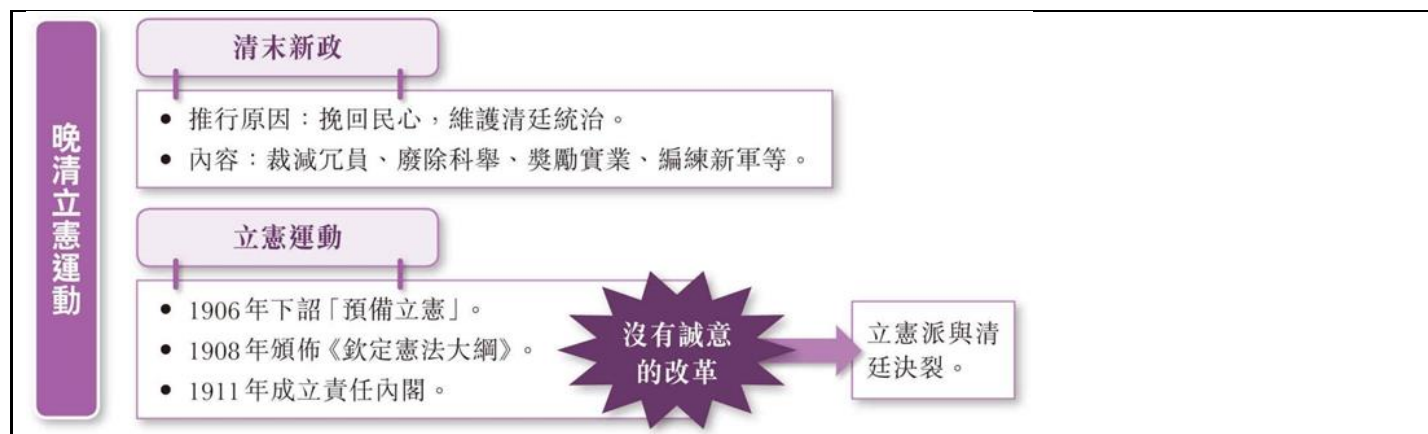 晚清立憲運動
清末新政
• 推行原因：挽回民心，維護清廷統治。
• 內容：裁減冗員、廢除科舉、獎勵實業、編練新軍等。
立憲運動
• 1906年下詔「預備立憲」。
• 1908年頒佈《欽定憲法大綱》。
• 1911年成立責任內閣。
沒有誠意
的改革
立憲派與清
廷決裂。